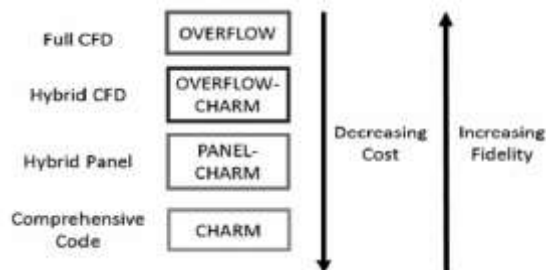 Full CFD
OVERFLOW
Hybrid CFD
OVERFLOW-
CHARM
Hybrid Panel
PANEL-
CHARM
Comprehensive
Code
CHARM
Decreasing
Cost
Increasing
Fidelity